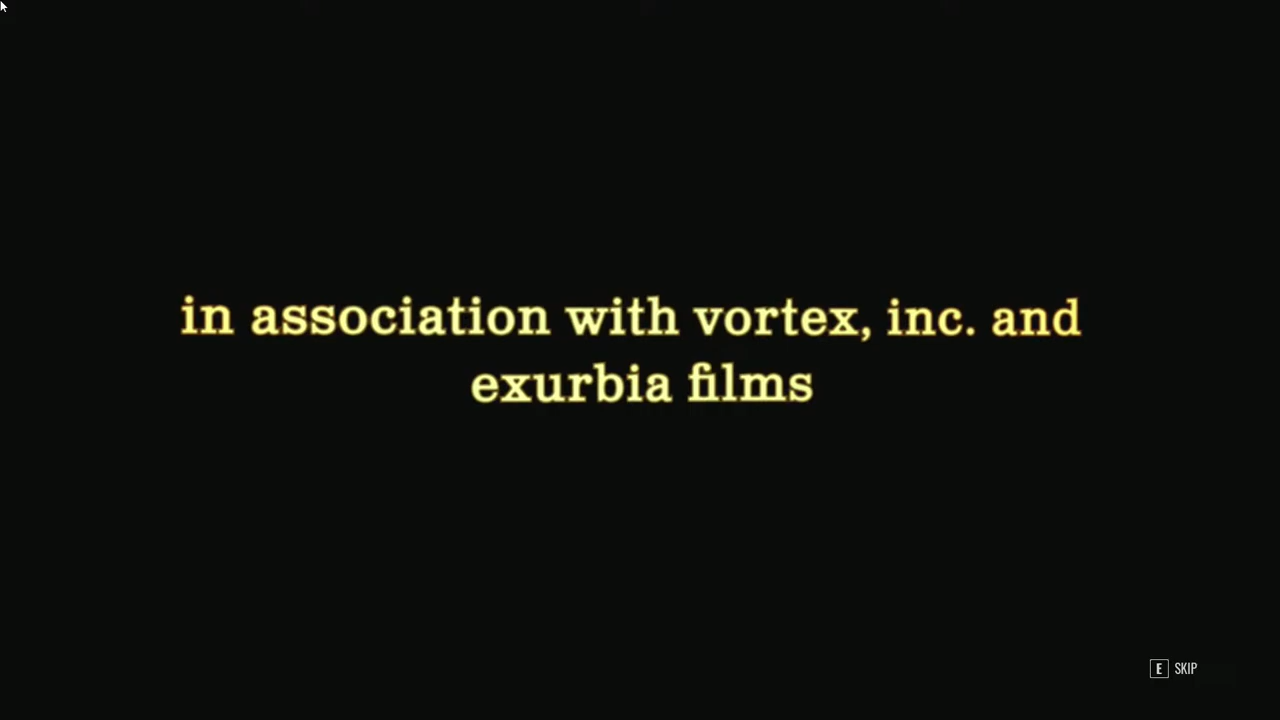 in association with vortex, inc. and
exurbia films
E SKIP